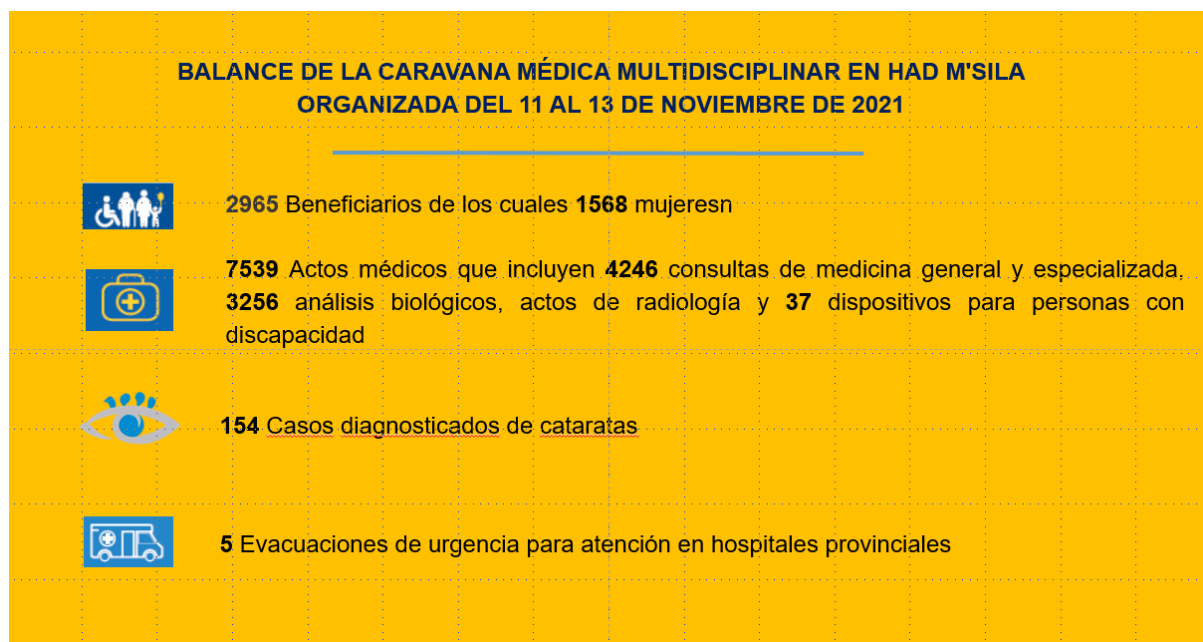 BALANCE DE LA CARAVANA MÉDICA MULTIDISCIPLINAR EN HAD M'SILA
ORGANIZADA DEL 11 AL 13 DE NOVIEMBRE DE 2021
2965 Beneficiarios de los cuales 1568 mujeresn
7539 Actos médicos que incluyen 4246 consultas de medicina general y especializada,
3256 análisis biológicos, actos de radiología y 37 dispositivos para personas con
discapacidad
154 Casos diagnosticados de cataratas
5 Evacuaciones de urgencia para atención en hospitales provinciales